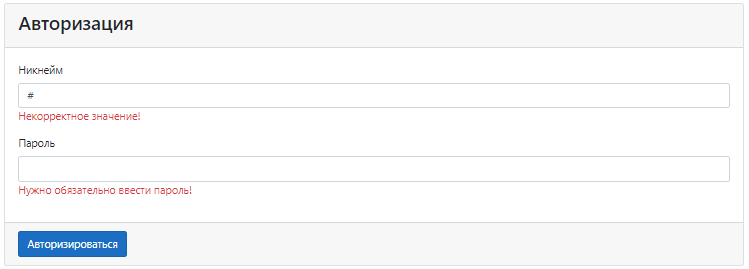 Авторизация
Никнейм
#
Некорректное значение!
Пароль
Нужно обязательно ввести пароль!
Авторизироваться